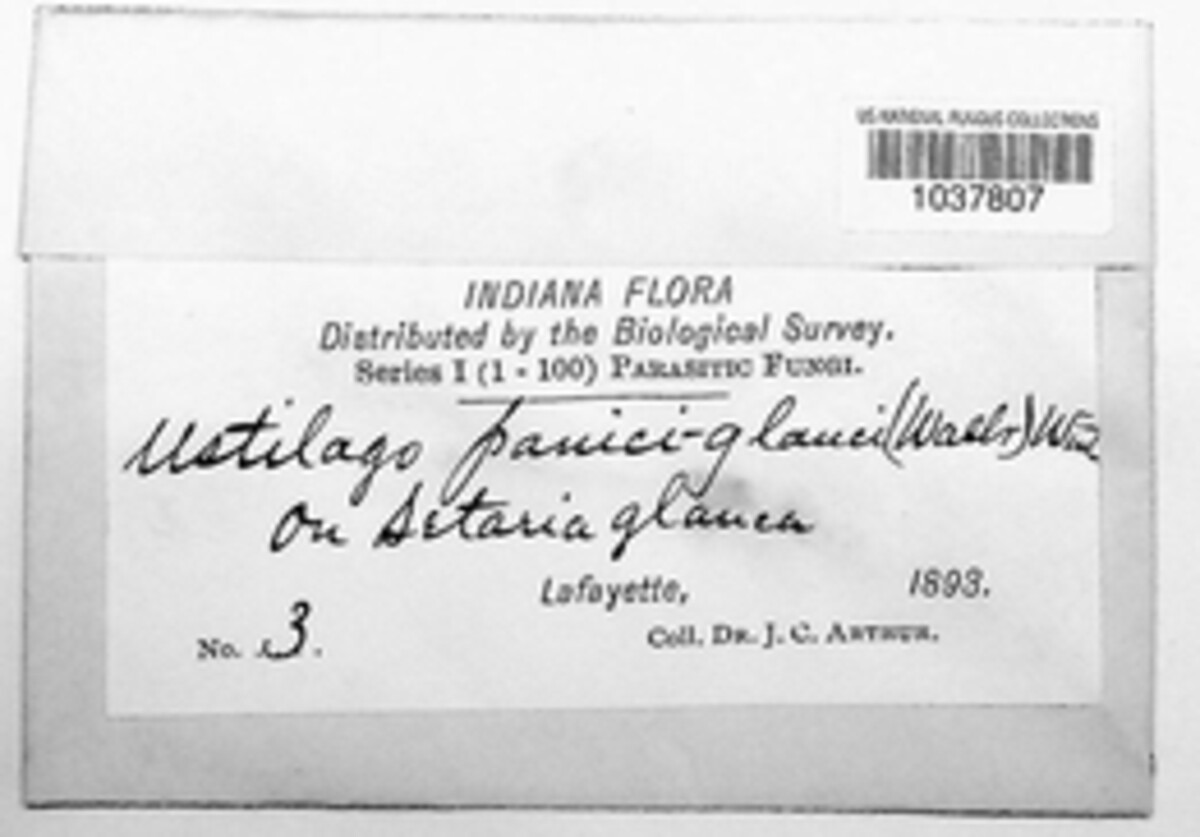 US NATIONAL FUNGUS COLLECTIONS
1037807
INDIANA FLORA
Distributed by the Biological Survey.
Series I (1 - 100) PARASITIC FUNGI.
Ustilago panici-glauci (Wallr)
on Setaria glauca
Lafayette, 1893.
No. 3.
Coll. DR. J. C. ARTHUR.